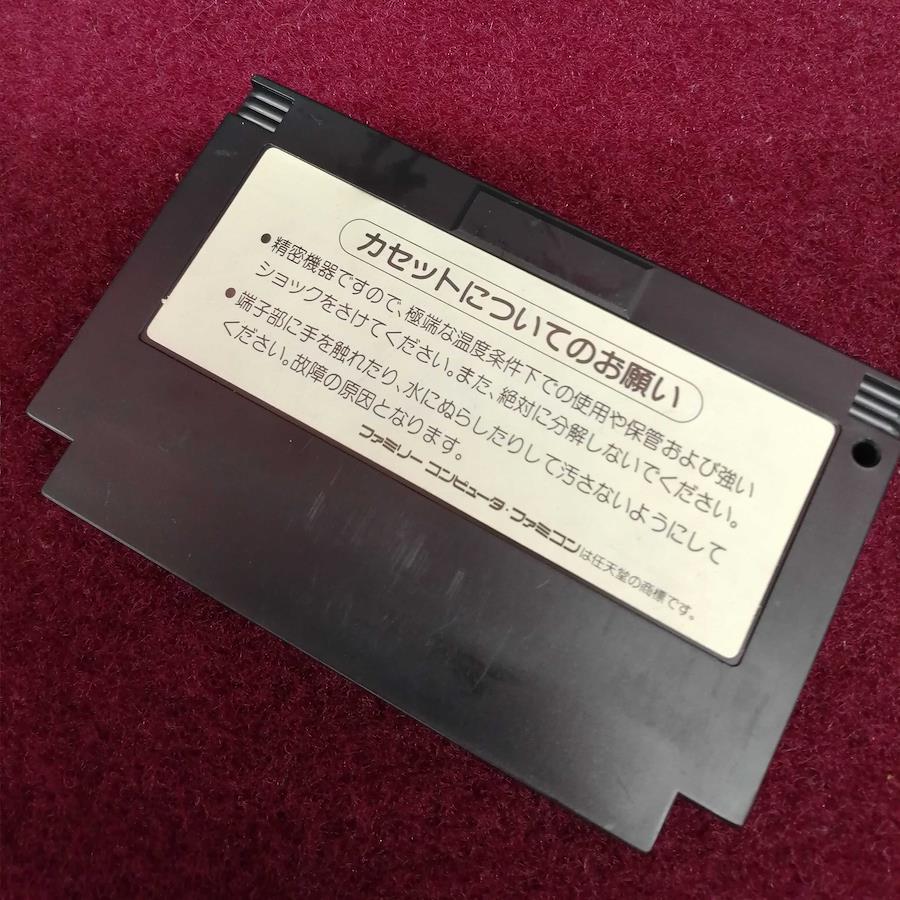 カセットについてのお願い
●精密機器ですので、極端な温度条件下での使用や保管および強い
ショックをさけてください。また、絶対に分解しないでください。
●端子部に手を触れたり、水にぬらしたりして汚さないようにして
ください。故障の原因となります。
ファミリーコンピュータ・ファミコンは任天堂の商標です。